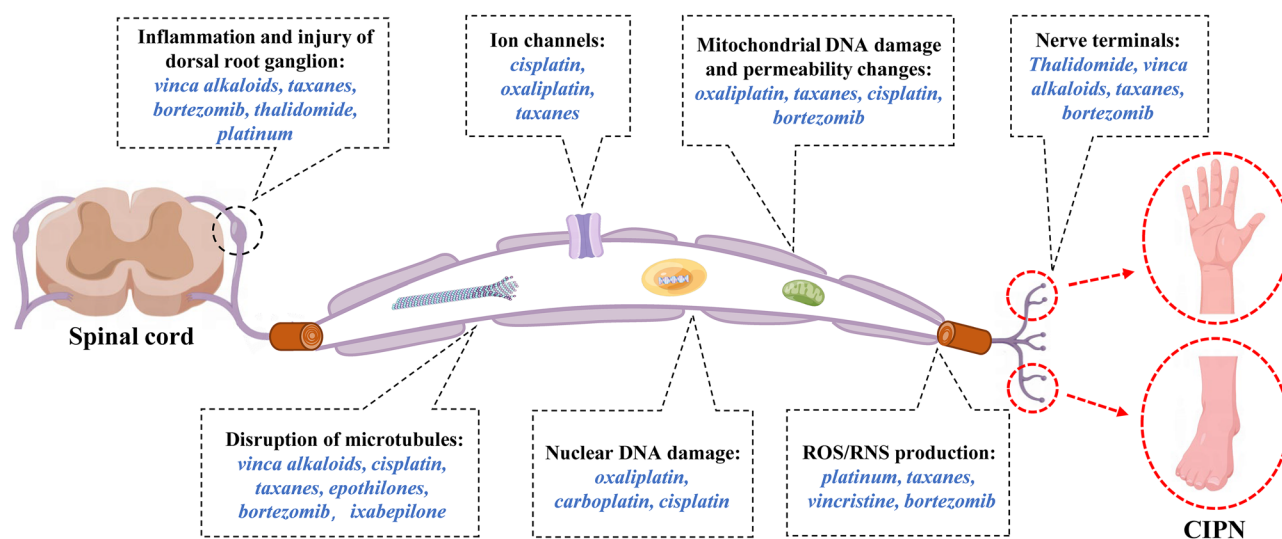 Inflammation and injury of
dorsal root ganglion:
vinca alkaloids, taxanes,
bortezomib, thalidomide,
platinum
Ion channels:
cisplatin,
oxaliplatin,
taxanes
Mitochondrial DNA damage
and permeability changes:
oxaliplatin, taxanes, cisplatin,
bortezomib
Nerve terminals:
Thalidomide, vinca
alkaloids, taxanes,
bortezomib
Spinal cord
Disruption of microtubules:
vinca alkaloids, cisplatin,
taxanes, epothilones,
bortezomib, ixabepilone
Nuclear DNA damage:
oxaliplatin,
carboplatin, cisplatin
ROS/RNS production:
platinum, taxanes,
vincristine, bortezomib
CIPN